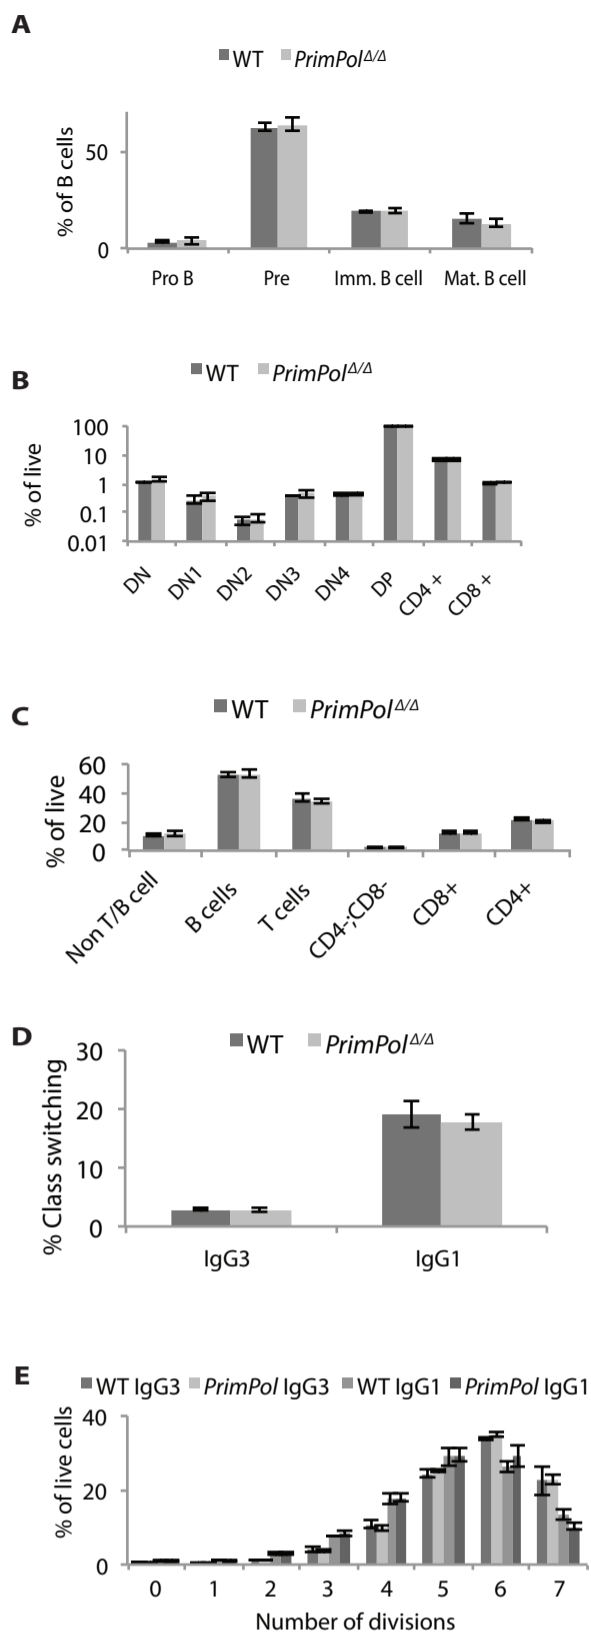 A
WT PrimPol Δ/Δ
% of B cells
50
0
Pro B Pre Imm. B cell Mat. B cell
B
WT PrimPol Δ/Δ
% of live
100
10
1
0.1
0.01
DN DN1 DN2 DN3 DN4 DP CD4 + CD8 +
C
WT PrimPol Δ/Δ
% of live
60
40
20
0
Non T/B cell B cells T cells CD4-;CD8- CD8+ CD4+
D
WT PrimPol Δ/Δ
% Class switching
30
20
10
0
IgG3 IgG1
E
WT IgG3 PrimPol IgG3 WT IgG1 PrimPol IgG1
% of live cells
40
20
0
0 1 2 3 4 5 6 7
Number of divisions